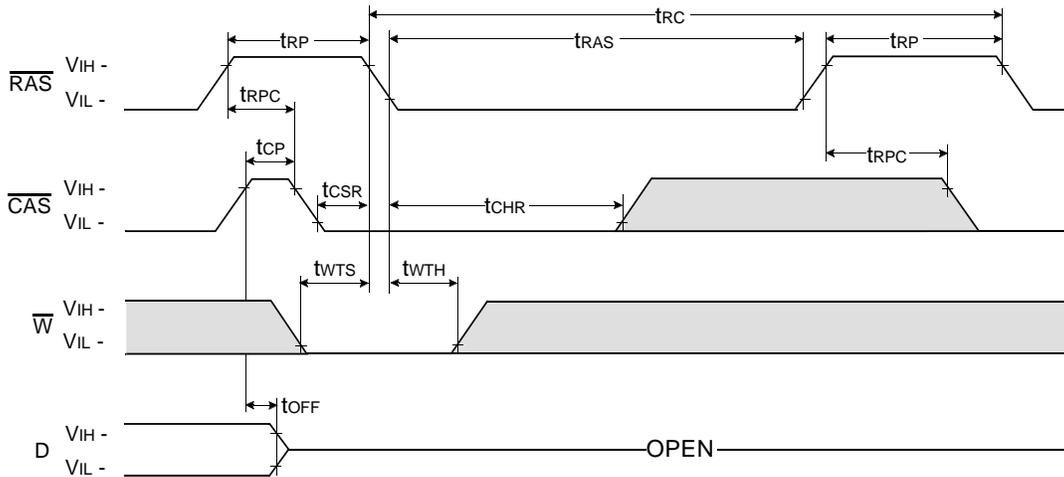 tRC
tRP
tRAS
tRP
RAS
VIH -
VIL -
tRPC
tCP
tRPC
CAS
VIH -
VIL -
tCSR
tCHR
tWTS
tWTH
W
VIH -
VIL -
tOFF
D
VIH -
VIL -
OPEN